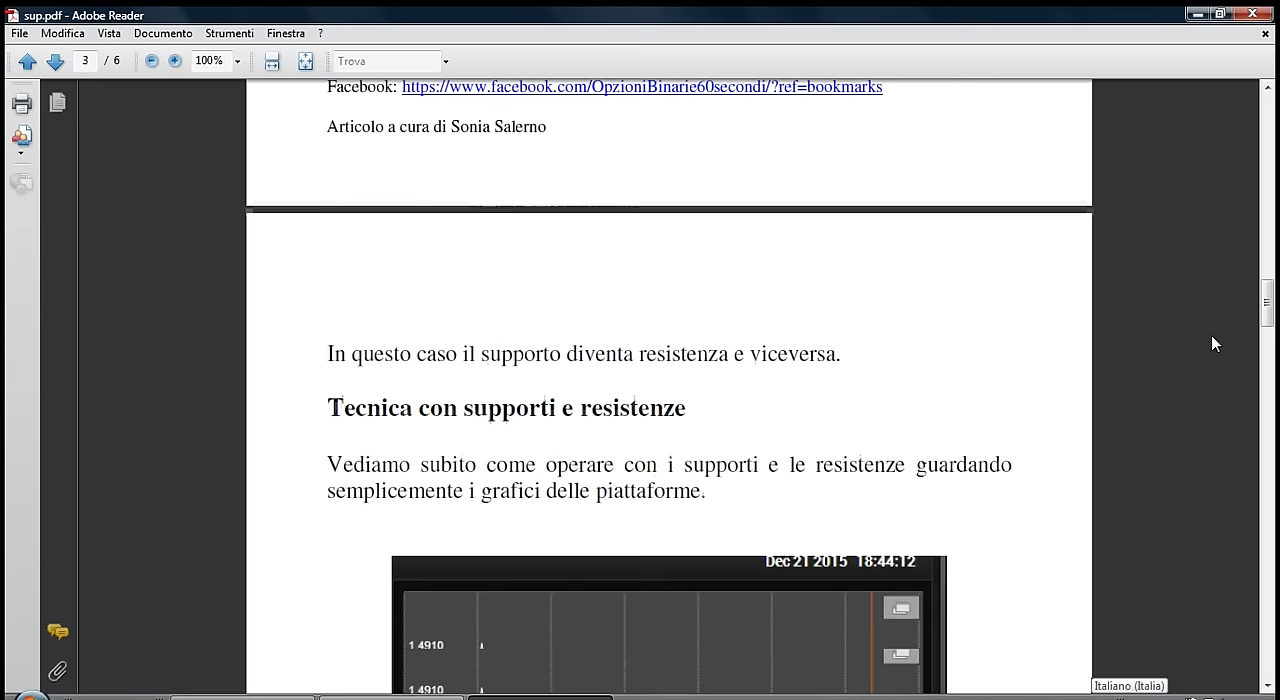 sup.pdf - Adobe Reader
File Modifica Vista Documento Strumenti Finestra ?
3 / 6 100% Trova
Facebook: https://www.facebook.com/OpzioniBinarie60secondi/?ref=bookmarks
Articolo a cura di Sonia Salerno
In questo caso il supporto diventa resistenza e viceversa.
Tecnica con supporti e resistenze
Vediamo subito come operare con i supporti e le resistenze guardando
semplicemente i grafici delle piattaforme.
Dec 21 2015 18:44:12
1 4910
1 4910
Italiano (Italia)